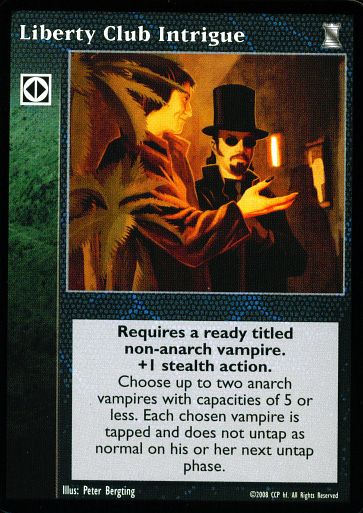 Liberty Club Intrigue
Requires a ready titled
non-anarch vampire.
+1 stealth action.
Choose up to two anarch
vampires with capacities of 5 or
less. Each chosen vampire is
tapped and does not untap as
normal on his or her next untap
phase.
Illus: Peter Bergting
©2008 CCP hf. All Rights Reserved